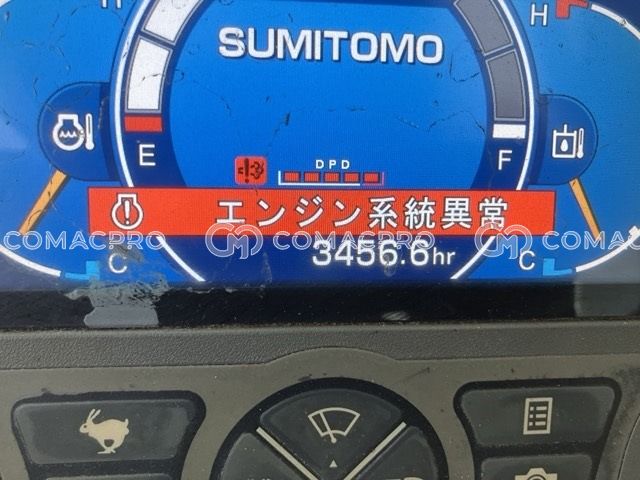 H
H
SUMITOMO
E
F
DPD
エンジン系統異常
COMACPRO COMACPRO COMACPRO
C
3456.6hr
C